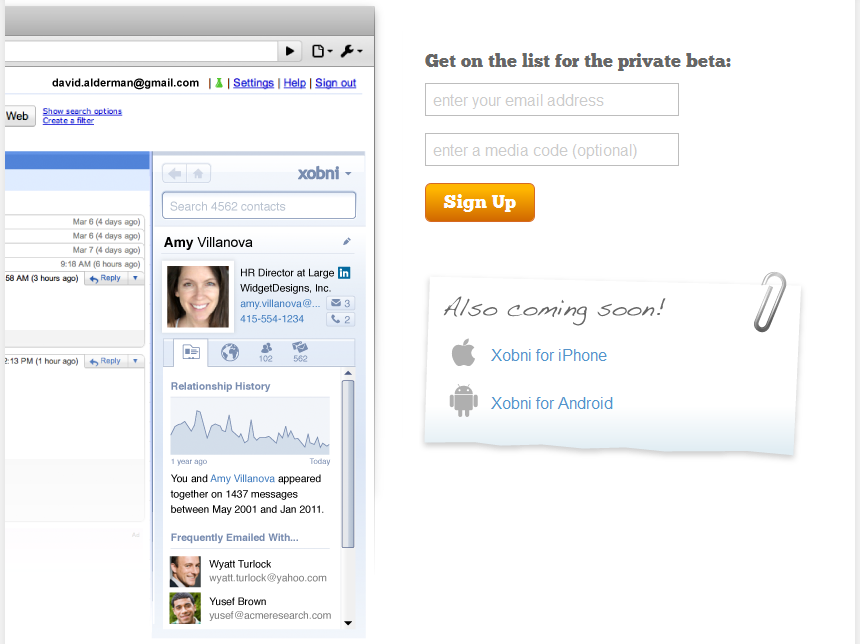 david.alderman@gmail.com | | Settings | Help | Sign out
Web
Show search options
Create a filter
Mar 6 (4 days ago)
Mar 6 (4 days ago)
Mar 7 (4 days ago)
9:18 AM (6 hours ago)
58 AM (3 hours ago) Reply
2:13 PM (1 hour ago) Reply
Ad
xobni
Search 4562 contacts
Amy Villanova
HR Director at Large in
WidgetDesigns, Inc.
amy.villanova@... 3
415-554-1234 2
102 562
Relationship History
1 year ago Today
You and Amy Villanova appeared
together on 1437 messages
between May 2001 and Jan 2011.
Frequently Emailed With...
Wyatt Turlock
wyatt.turlock@yahoo.com
Yusef Brown
yusef@acmeresearch.com
Get on the list for the private beta:
enter your email address
enter a media code (optional)
Sign Up
Also coming soon!
Xobni for iPhone
Xobni for Android